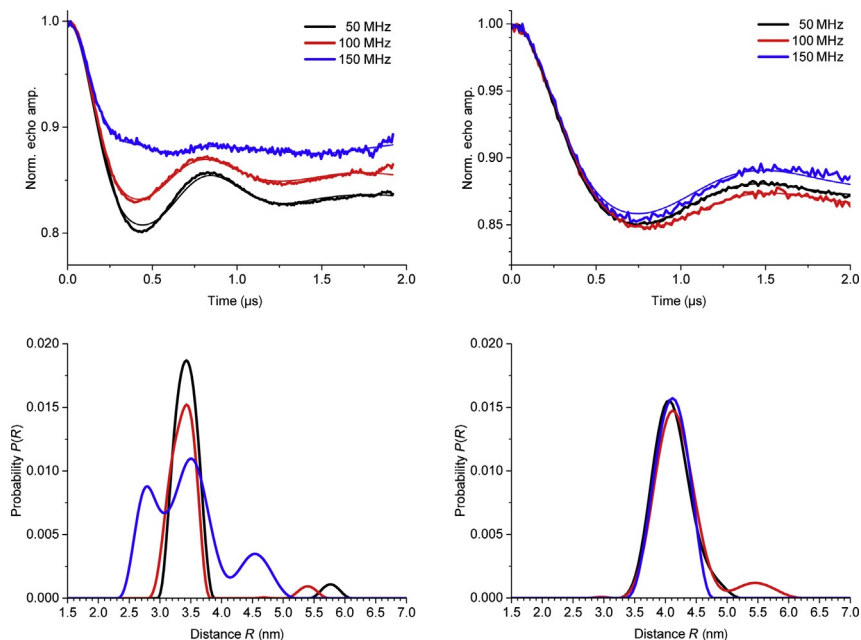 50 MHz
100 MHz
150 MHz
Norm. echo amp.
1.0
0.9
0.8
0.0 0.5 1.0 1.5 2.0
Time (µs)
50 MHz
100 MHz
150 MHz
Norm. echo amp.
1.00
0.95
0.90
0.85
0.0 0.5 1.0 1.5 2.0
Time (µs)
Probability P(R)
0.020
0.015
0.010
0.005
0.000
1.5 2.0 2.5 3.0 3.5 4.0 4.5 5.0 5.5 6.0 6.5 7.0
Distance R (nm)
Probability P(R)
0.020
0.015
0.010
0.005
0.000
1.5 2.0 2.5 3.0 3.5 4.0 4.5 5.0 5.5 6.0 6.5 7.0
Distance R (nm)